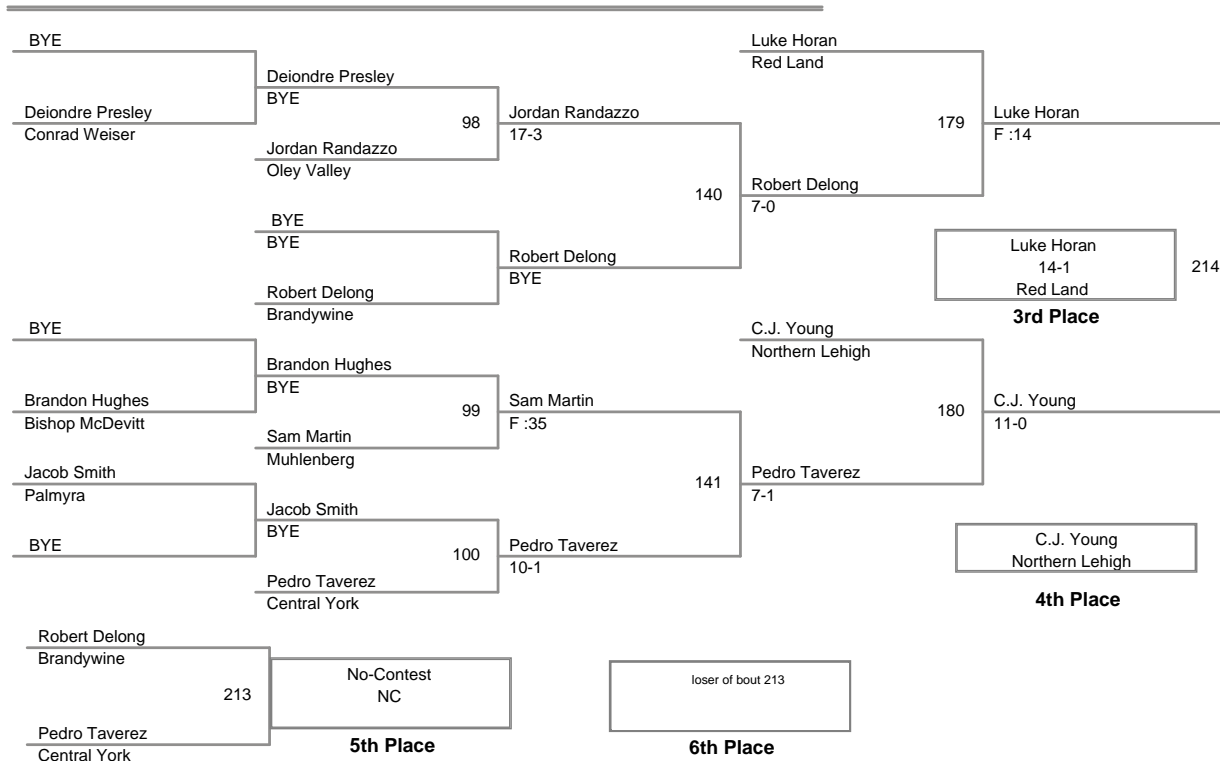 BYE
Deiondre Presley
Conrad Weiser
Deiondre Presley
BYE
98
Jordan Randazzo
Oley Valley
Jordan Randazzo
17-3
BYE
BYE
Robert Delong
Brandywine
Robert Delong
BYE
140
Robert Delong
7-0
Luke Horan
Red Land
179
Luke Horan
F :14
Luke Horan
14-1
Red Land
214
3rd Place
BYE
Brandon Hughes
Bishop McDevitt
Brandon Hughes
BYE
99
Sam Martin
Muhlenberg
Sam Martin
F :35
Jacob Smith
Palmyra
BYE
Jacob Smith
BYE
100
Pedro Taverez
Central York
Pedro Taverez
10-1
141
Pedro Taverez
7-1
C.J. Young
Northern Lehigh
180
C.J. Young
11-0
C.J. Young
Northern Lehigh
4th Place
Robert Delong
Brandywine
213
Pedro Taverez
Central York
No-Contest
NC
5th Place
loser of bout 213
6th Place